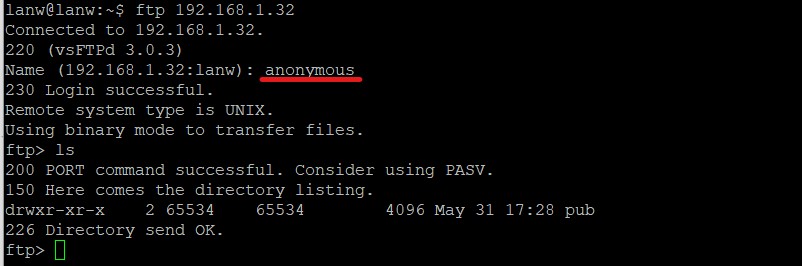 lanw@lanw:~$ ftp 192.168.1.32
Connected to 192.168.1.32.
220 (vsFTPd 3.0.3)
Name (192.168.1.32:lanw): anonymous
230 Login successful.
Remote system type is UNIX.
Using binary mode to transfer files.
ftp> ls
200 PORT command successful. Consider using PASV.
150 Here comes the directory listing.
drwxr-xr-x    2 65534    65534        4096 May 31 17:28 pub
226 Directory send OK.
ftp>